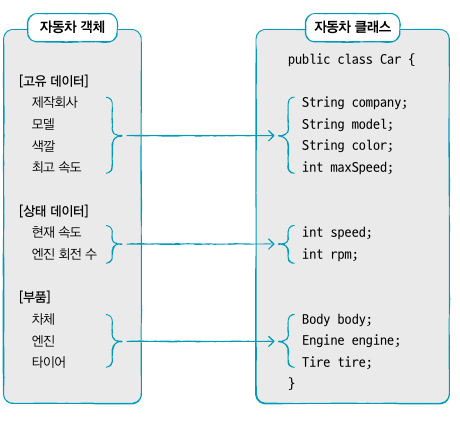 자동차 객체
[고유 데이터]
제작회사
모델
색깔
최고 속도
[상태 데이터]
현재 속도
엔진 회전 수
[부품]
차체
엔진
타이어
자동차 클래스
public class Car {
String company;
String model;
String color;
int maxSpeed;
int speed;
int rpm;
Body body;
Engine engine;
Tire tire;
}